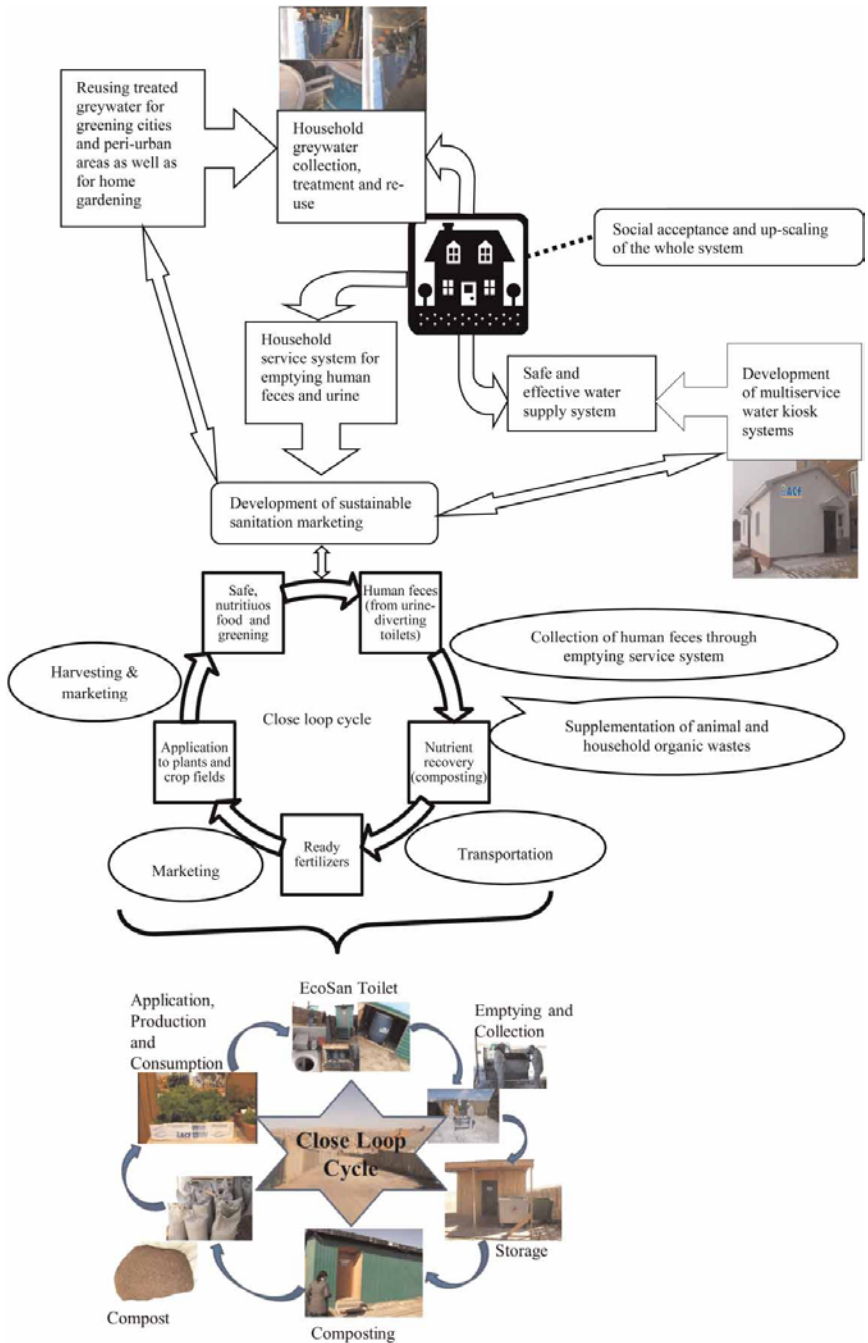 Reusing treated
greywater for
greening cities
and peri-urban
areas as well as
for home
gardening
Household
greywater
collection,
treatment and re-
use
Social acceptance and up-scaling
of the whole system
Household
service system for
emptying human
feces and urine
Safe and
effective water
supply system
Development
of multiservice
water kiosk
systems
ACF
Development of sustainable
sanitation marketing
Safe,
nutritiuos
food and
greening
Human feces
(from urine-
diverting
toilets)
Collection of human feces through
emptying service system
Harvesting &
marketing
Close loop cycle
Supplementation of animal and
household organic wastes
Application
to plants and
crop fields
Nutrient
recovery
(composting)
Marketing
Ready
fertilizers
Transportation
EcoSan Toilet
Application,
Production
and
Consumption
Emptying and
Collection
ACF
Close Loop
Cycle
Storage
Compost
Composting